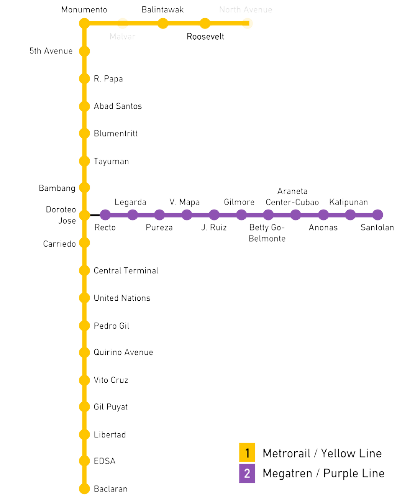 Monumento
Balintawak
North Avenue
Malvar
Roosevelt
5th Avenue
R. Papa
Abad Santos
Blumentritt
Tayuman
Bambang
Doroteo
Jose
Carriedo
Central Terminal
United Nations
Pedro Gil
Quirino Avenue
Vito Cruz
Gil Puyat
Libertad
EDSA
Baclaran
Legarda
V. Mapa
Gilmore
Araneta
Center-Cubao
Katipunan
Recto
Pureza
J. Ruiz
Betty Go-
Belmonte
Anonas
Santolan
1 Metrorail / Yellow Line
2 Megatren / Purple Line